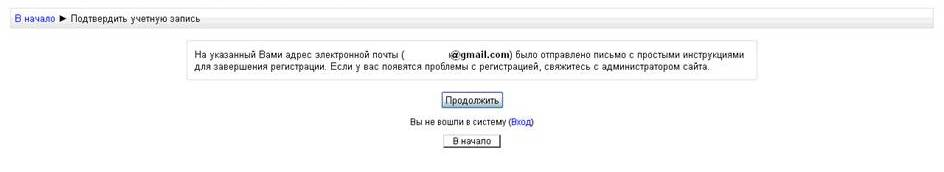 В начало ► Подтвердить учетную запись
На указанный Вами адрес электронной почты ( @gmail.com) было отправлено письмо с простыми инструкциями
для завершения регистрации. Если у вас появятся проблемы с регистрацией, свяжитесь с администратором сайта.
Продолжить
Вы не вошли в систему (Вход)
В начало